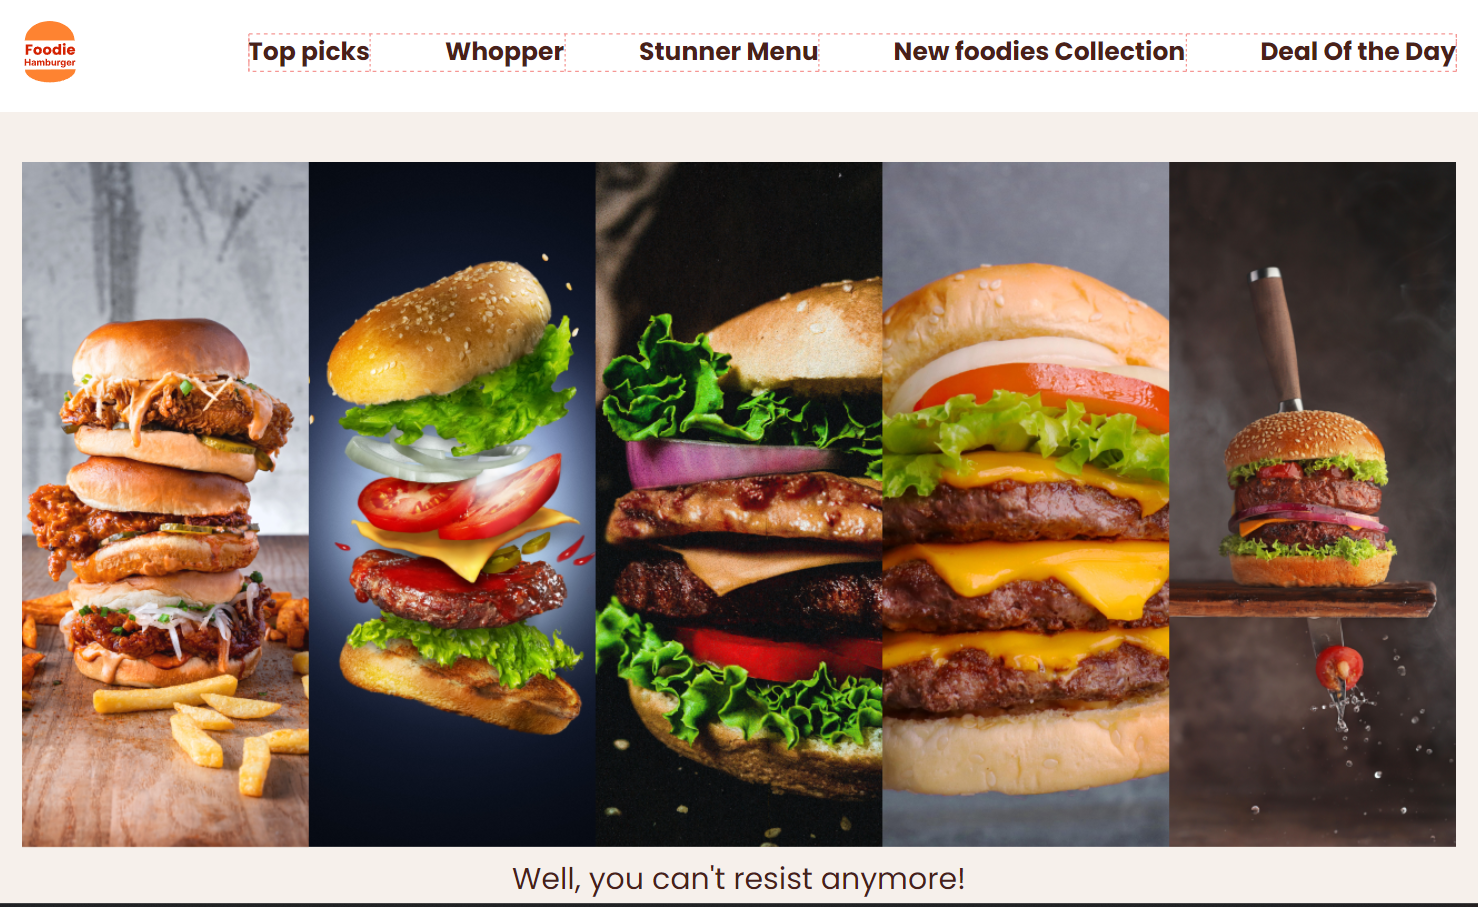 Foodie
Hamburger
Top picks
Whopper
Stunner Menu
New foodies Collection
Deal Of the Day
Well, you can't resist anymore!